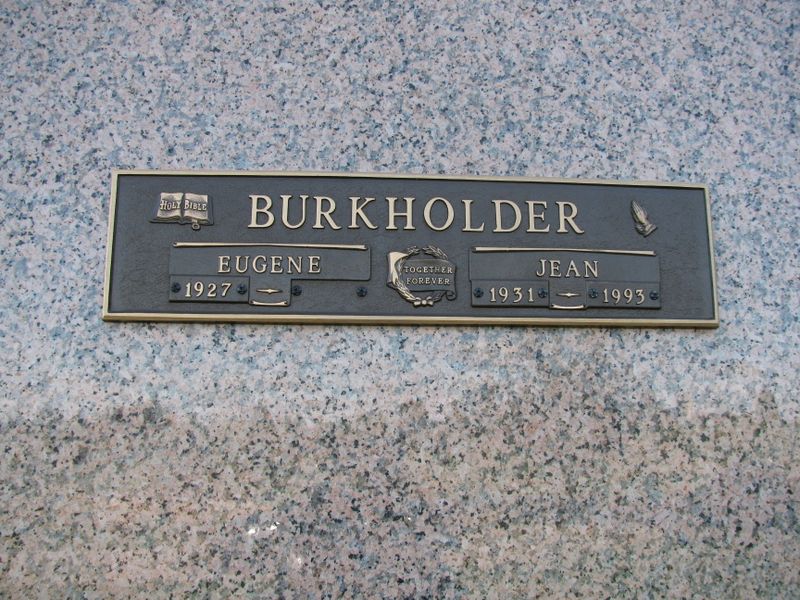 HOLY BIBLE
BURKHOLDER
EUGENE
1927
TOGETHER
FOREVER
JEAN
1931 1993